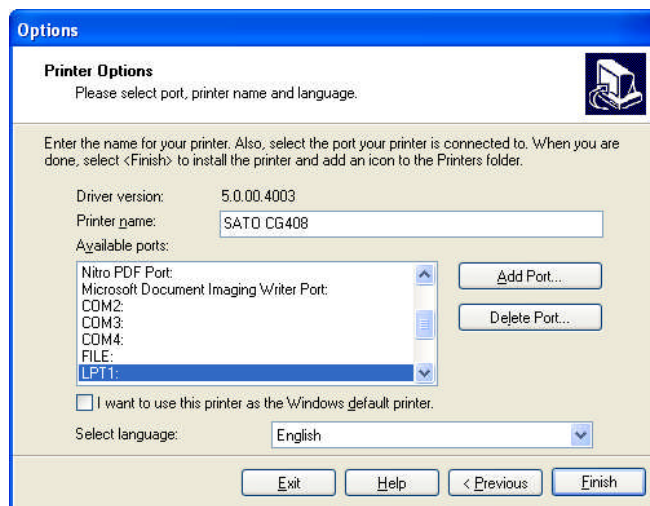 Options
Printer Options
Please select port, printer name and language.
Enter the name for your printer. Also, select the port your printer is connected to. When you are
done, select <Finish> to install the printer and add an icon to the Printers folder.
Driver version: 5.0.00.4003
Printer name: SATO CG408
Available ports:
Nitro PDF Port:
Microsoft Document Imaging Writer Port:
COM2:
COM3:
COM4:
FILE:
LPT1:
Add Port...
Delete Port...
I want to use this printer as the Windows default printer.
Select language: English
Exit Help < Previous Finish